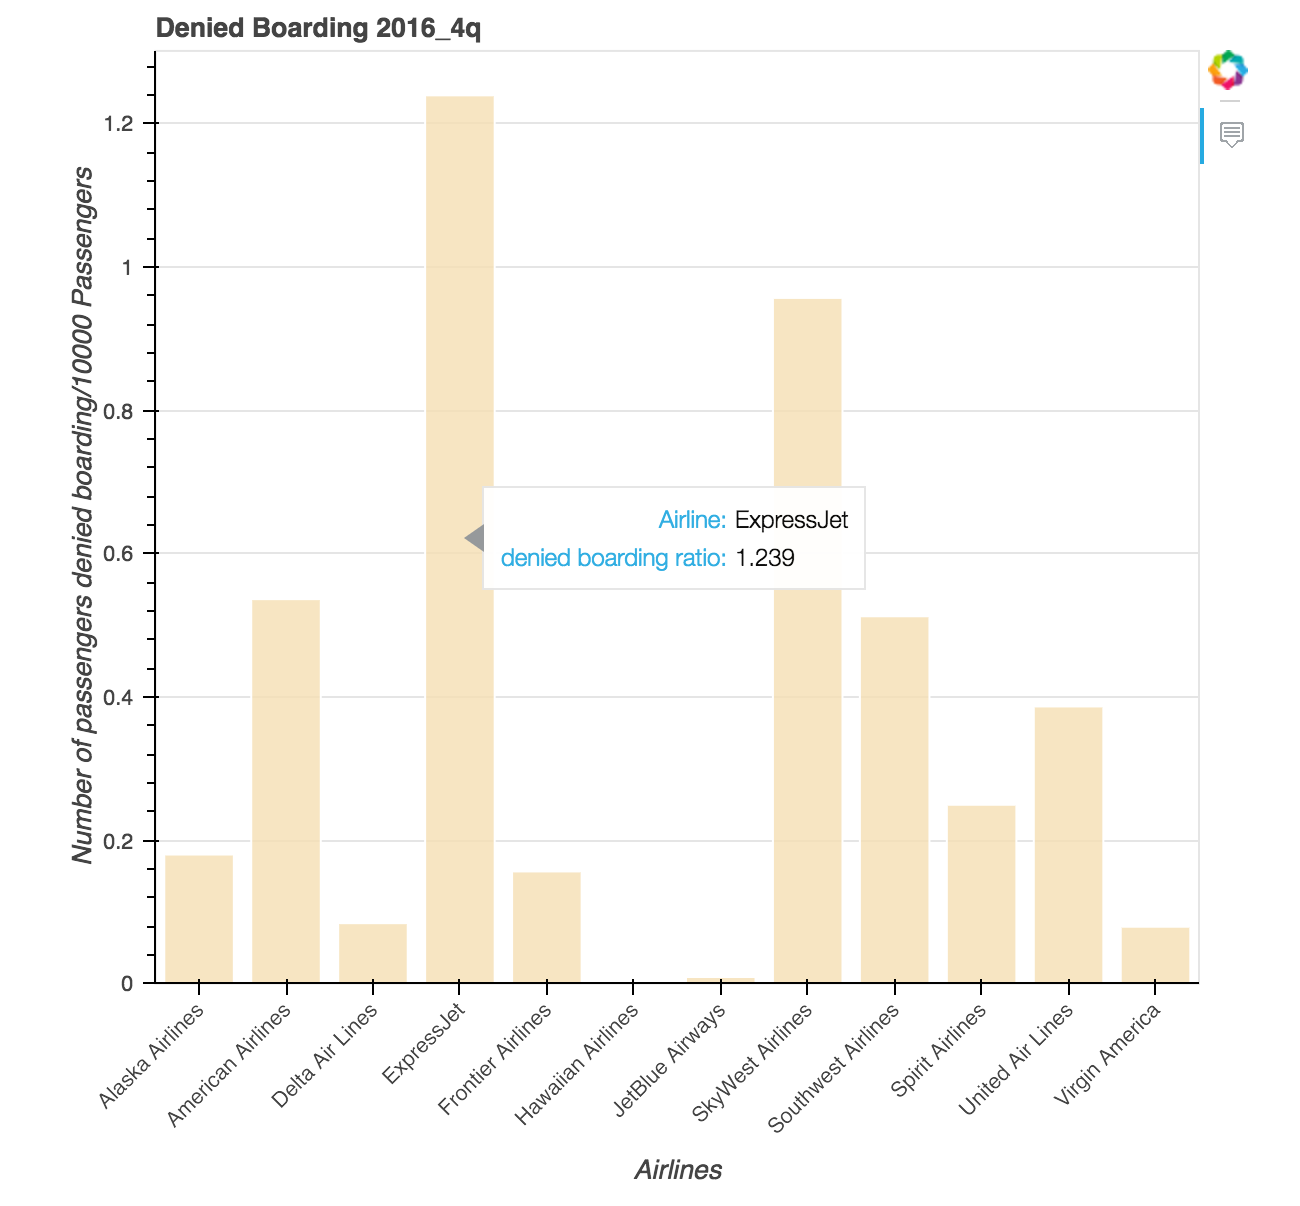 Denied Boarding 2016_4q
Number of passengers denied boarding/10000 Passengers
1.2
1
0.8
0.6
0.4
0.2
0
Airline: ExpressJet
denied boarding ratio: 1.239
Alaska Airlines
American Airlines
Delta Air Lines
ExpressJet
Frontier Airlines
Hawaiian Airlines
JetBlue Airways
SkyWest Airlines
Southwest Airlines
Spirit Airlines
United Air Lines
Virgin America
Airlines